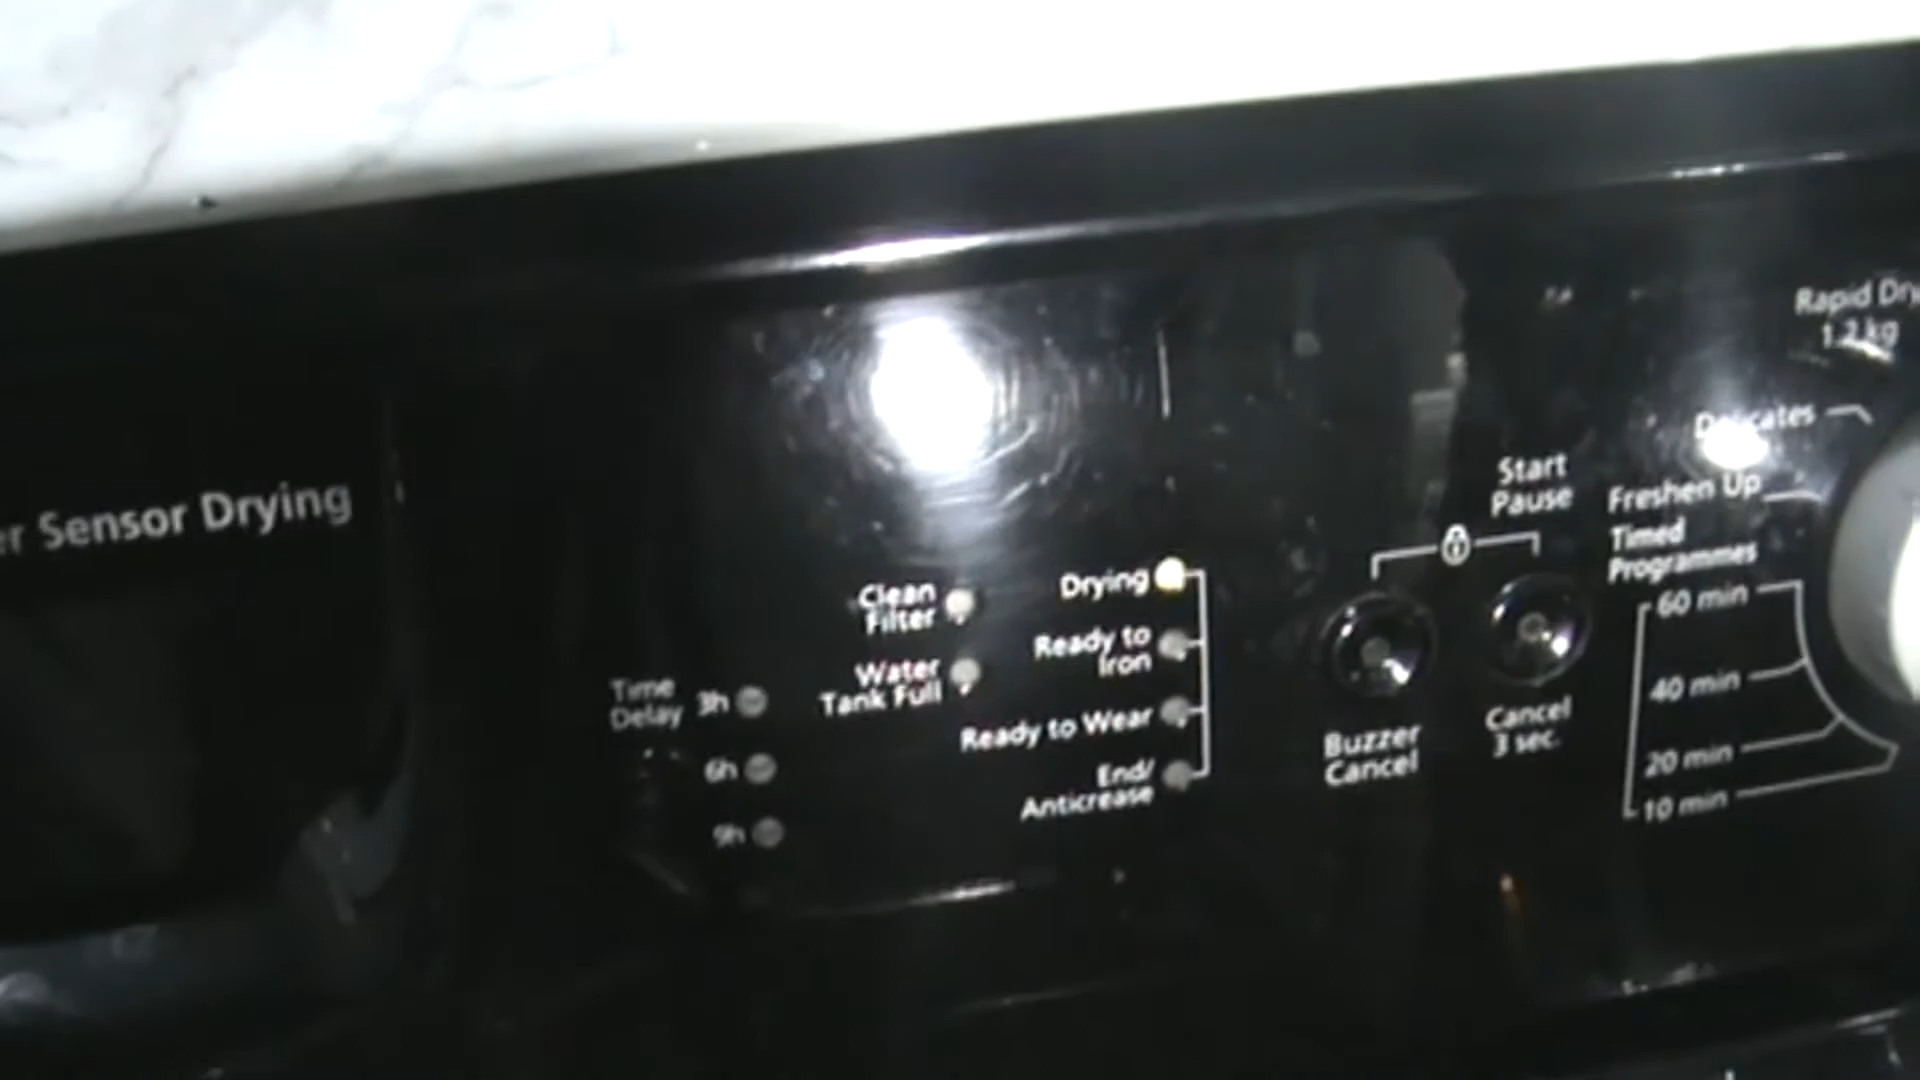 Sensor Drying
Time
Delay
3h
6h
9h
Clean
Filter
Water
Tank Full
Drying
Ready to
Iron
Ready to Wear
End/
Anticrease
Buzzer
Cancel
Start
Pause
Cancel
3 sec.
Rapid Dry
1.2 kg
Delicates
Freshen Up
Timed
Programmes
60 min
40 min
20 min
10 min